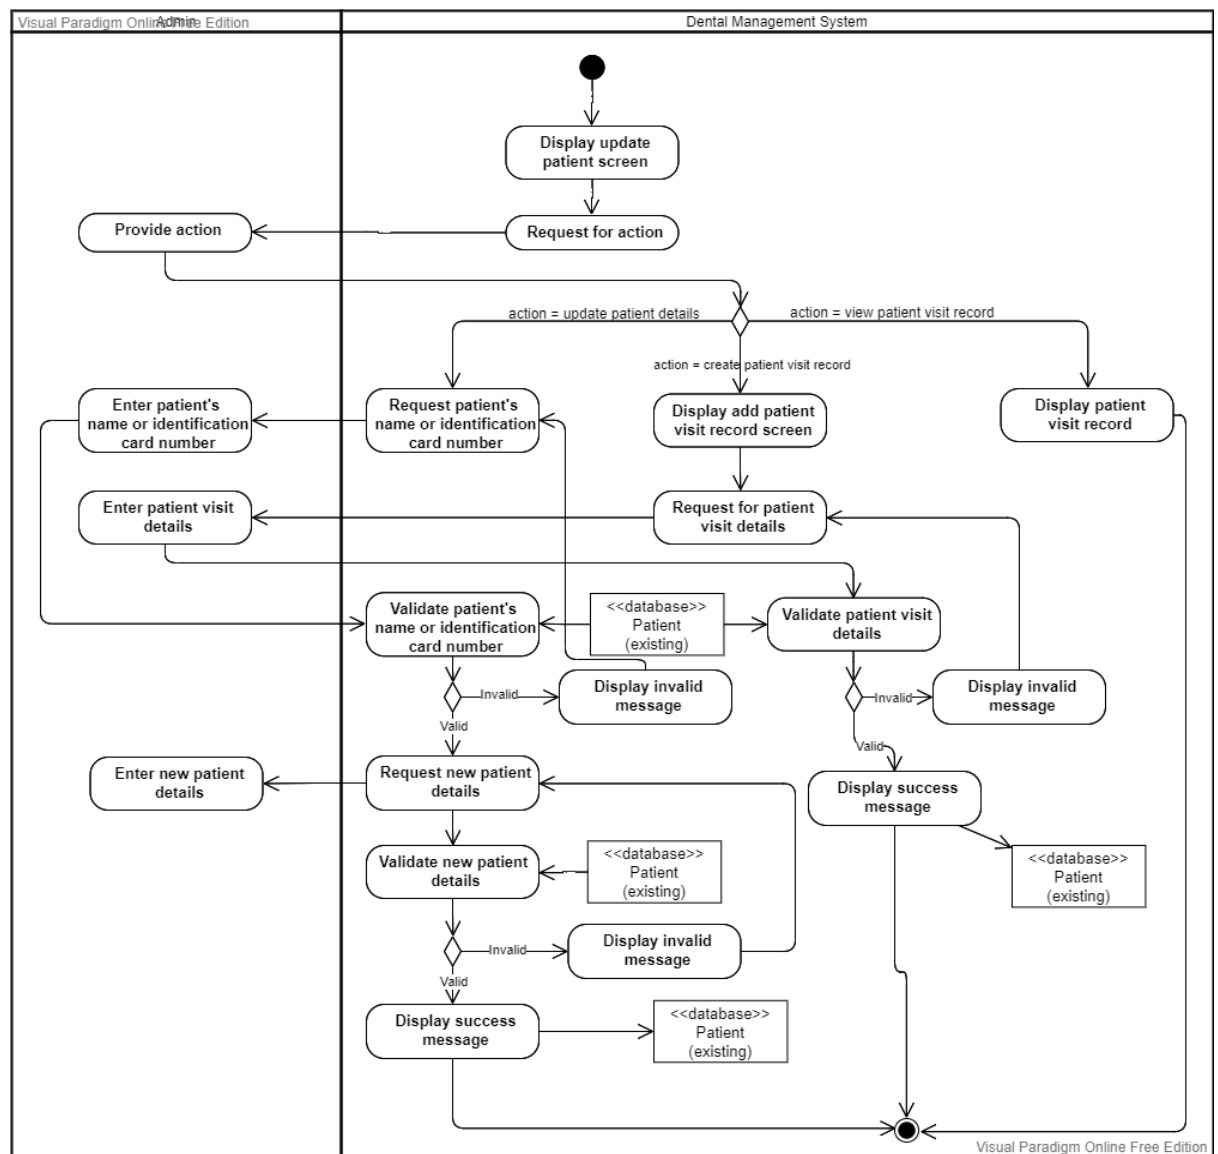 Visual Paradigm Online Free Edition
Admin
Dental Management System
Display update
patient screen
Provide action
Request for action
action = update patient details
action = view patient visit record
action = create patient visit record
Enter patient's
name or identification
card number
Request patient's
name or identification
card number
Display add patient
visit record screen
Display patient
visit record
Enter patient visit
details
Request for patient
visit details
Validate patient's
name or identification
card number
<<database>>
Patient
(existing)
Validate patient visit
details
Invalid
Display invalid
message
Invalid
Display invalid
message
Valid
Valid
Enter new patient
details
Request new patient
details
Display success
message
Validate new patient
details
<<database>>
Patient
(existing)
<<database>>
Patient
(existing)
Invalid
Display invalid
message
Valid
Display success
message
<<database>>
Patient
(existing)
Visual Paradigm Online Free Edition